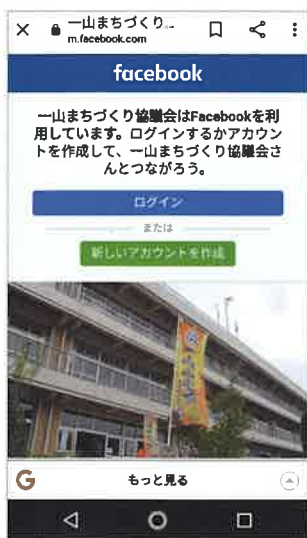 一山まちづくり...
m.facebook.com
facebook
一山まちづくり協議会はFacebookを利
用しています。ログインするかアカウン
トを作成して、一山まちづくり協議会さ
んとつながろう。
ログイン
または
新しいアカウントを作成
G
もっと見る